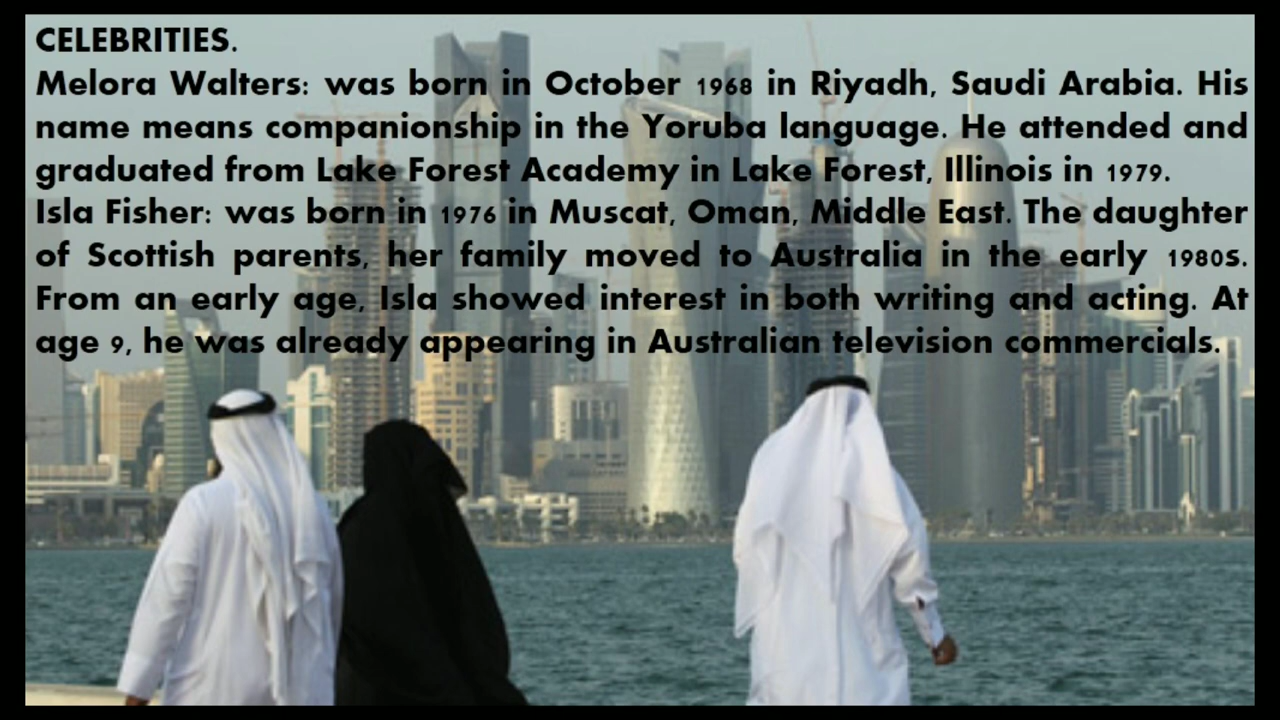 CELEBRITIES.
Melora Walters: was born in October 1968 in Riyadh, Saudi Arabia. His
name means companionship in the Yoruba language. He attended and
graduated from Lake Forest Academy in Lake Forest, Illinois in 1979.
Isla Fisher: was born in 1976 in Muscat, Oman, Middle East. The daughter
of Scottish parents, her family moved to Australia in the early 1980s.
From an early age, Isla showed interest in both writing and acting. At
age 9, he was already appearing in Australian television commercials.